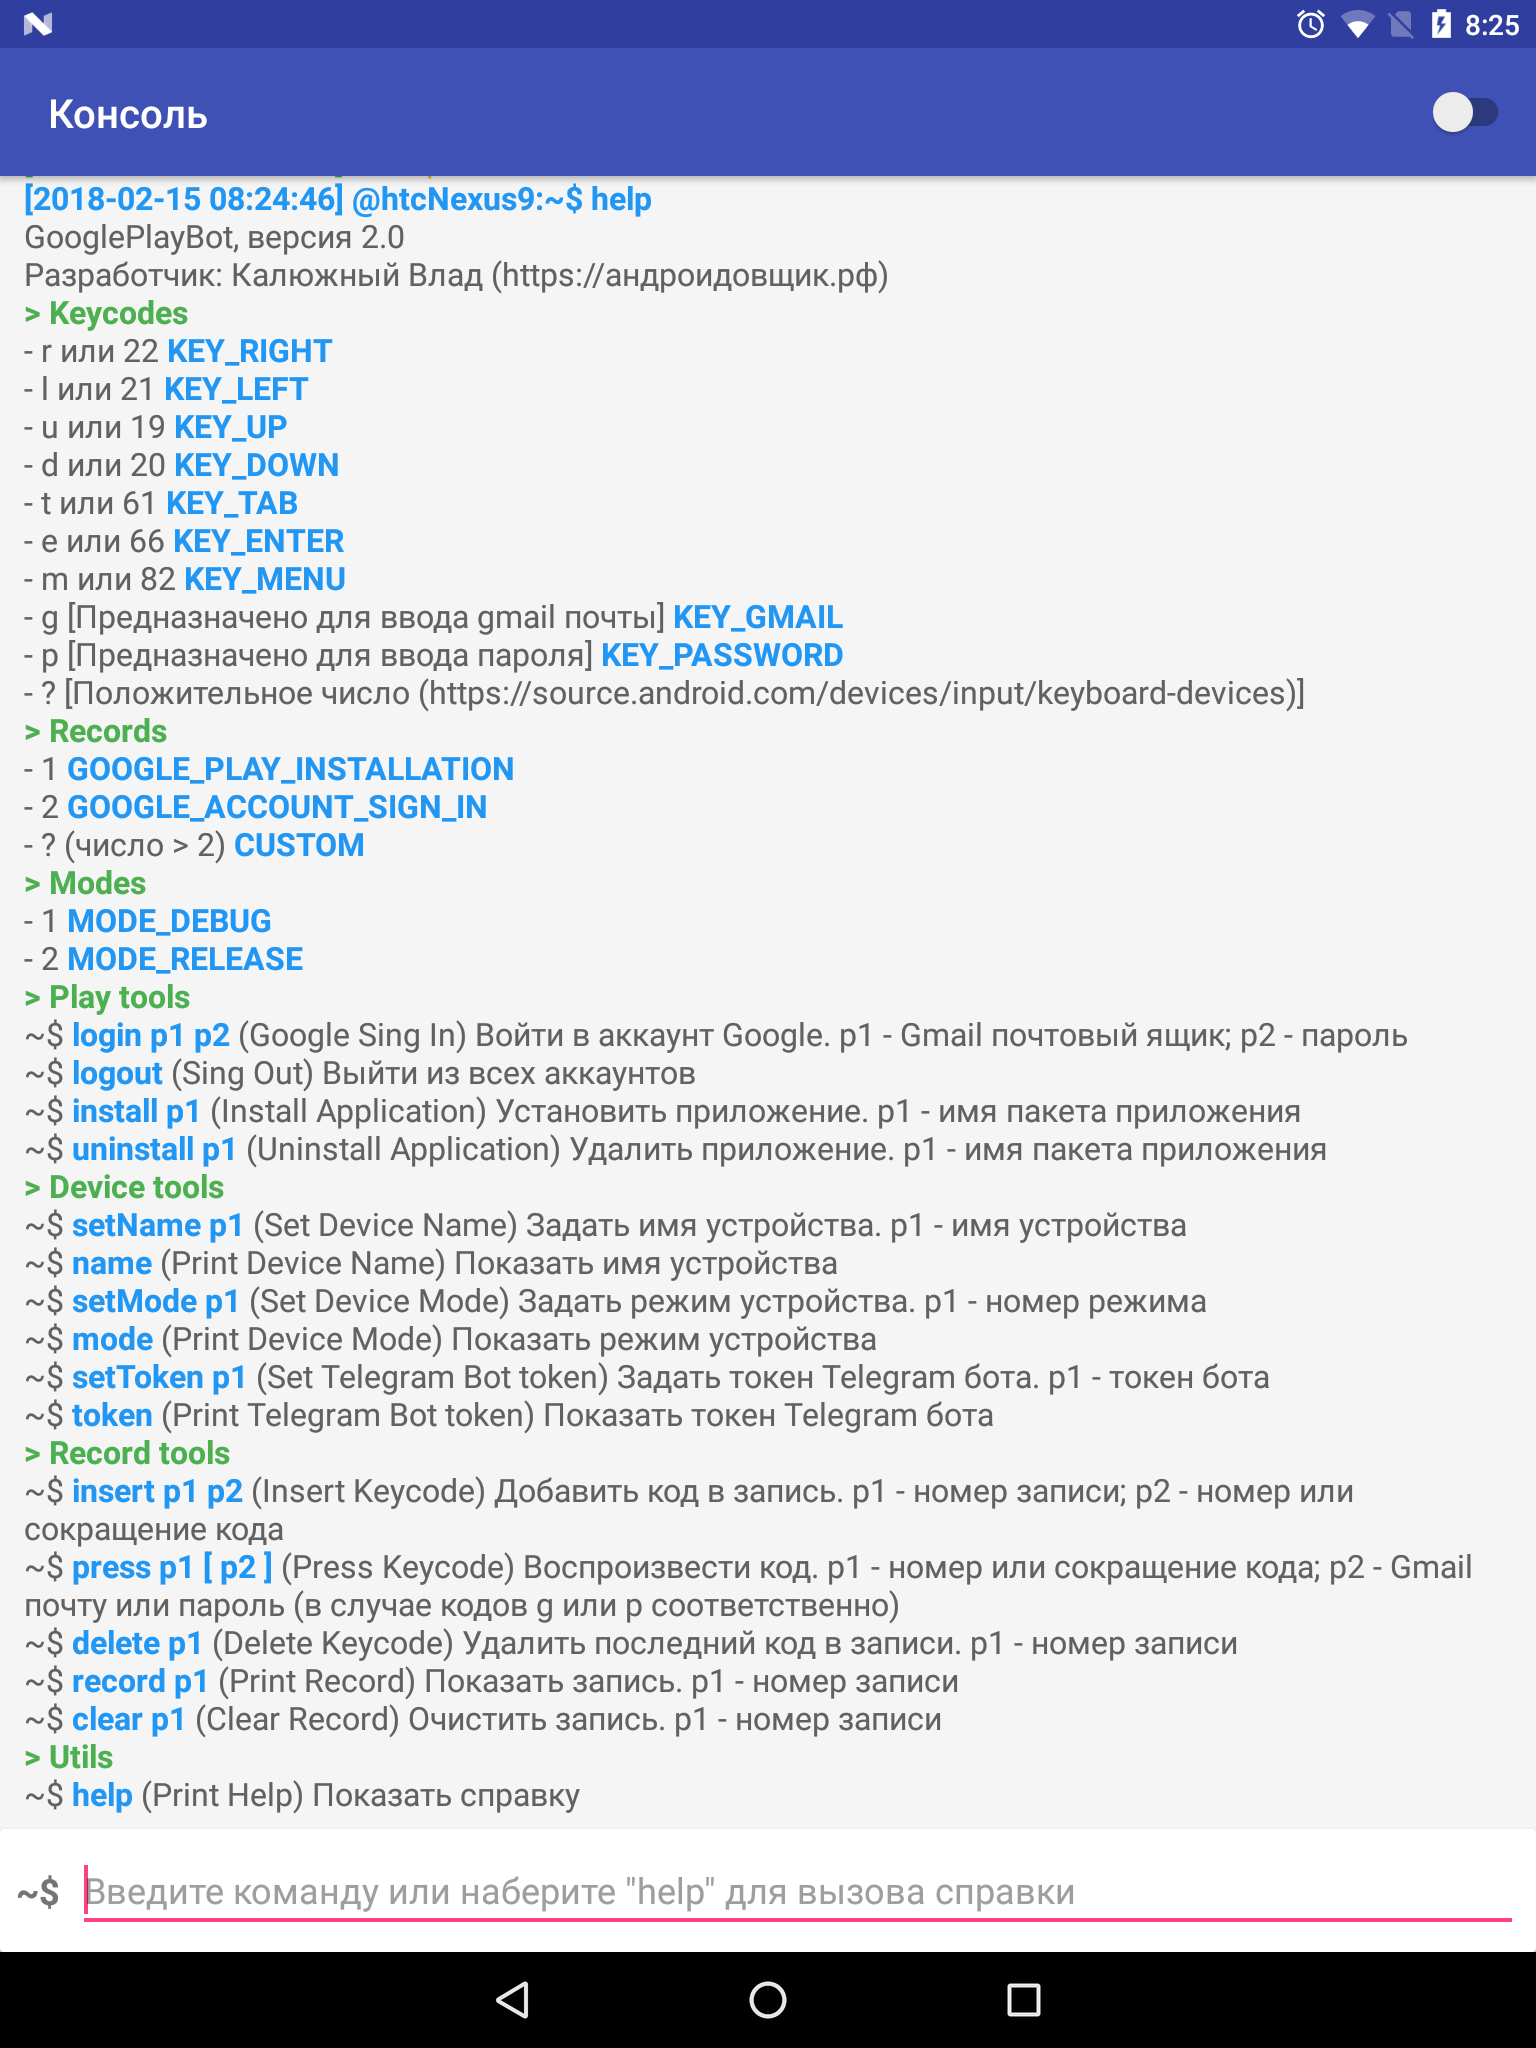 8:25
Консоль
[2018-02-15 08:24:46] @htcNexus9:~$ help
GooglePlayBot, версия 2.0
Разработчик: Калюжный Влад (https://андроидовщик.рф)
> Keycodes
- r или 22 KEY_RIGHT
- l или 21 KEY_LEFT
- u или 19 KEY_UP
- d или 20 KEY_DOWN
- t или 61 KEY_TAB
- e или 66 KEY_ENTER
- m или 82 KEY_MENU
- g [Предназначено для ввода gmail почты] KEY_GMAIL
- p [Предназначено для ввода пароля] KEY_PASSWORD
- ? [Положительное число (https://source.android.com/devices/input/keyboard-devices)]
> Records
- 1 GOOGLE_PLAY_INSTALLATION
- 2 GOOGLE_ACCOUNT_SIGN_IN
- ? (число > 2) CUSTOM
> Modes
- 1 MODE_DEBUG
- 2 MODE_RELEASE
> Play tools
~$ login p1 p2 (Google Sing In) Войти в аккаунт Google. p1 - Gmail почтовый ящик; p2 - пароль
~$ logout (Sing Out) Выйти из всех аккаунтов
~$ install p1 (Install Application) Установить приложение. p1 - имя пакета приложения
~$ uninstall p1 (Uninstall Application) Удалить приложение. p1 - имя пакета приложения
> Device tools
~$ setName p1 (Set Device Name) Задать имя устройства. p1 - имя устройства
~$ name (Print Device Name) Показать имя устройства
~$ setMode p1 (Set Device Mode) Задать режим устройства. p1 - номер режима
~$ mode (Print Device Mode) Показать режим устройства
~$ setToken p1 (Set Telegram Bot token) Задать токен Telegram бота. p1 - токен бота
~$ token (Print Telegram Bot token) Показать токен Telegram бота
> Record tools
~$ insert p1 p2 (Insert Keycode) Добавить код в запись. p1 - номер записи; p2 - номер или
сокращение кода
~$ press p1 [ p2 ] (Press Keycode) Воспроизвести код. p1 - номер или сокращение кода; p2 - Gmail
почту или пароль (в случае кодов g или p соответственно)
~$ delete p1 (Delete Keycode) Удалить последний код в записи. p1 - номер записи
~$ record p1 (Print Record) Показать запись. p1 - номер записи
~$ clear p1 (Clear Record) Очистить запись. p1 - номер записи
> Utils
~$ help (Print Help) Показать справку
~$ Введите команду или наберите "help" для вызова справки